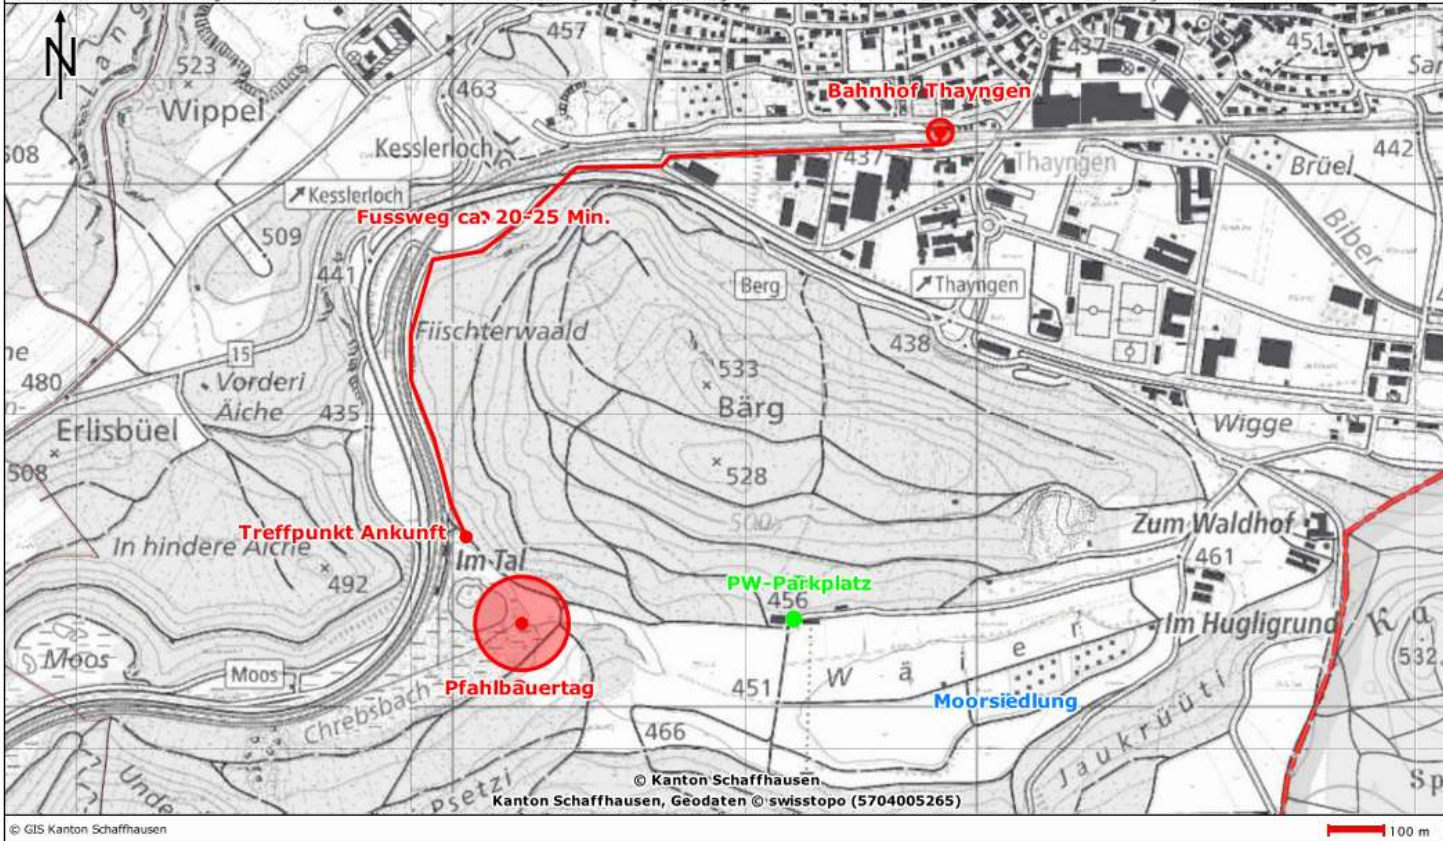 N
457
437
451
523
Wippel
463
Bahnhof Thayngen
508
Kesslerloch
437
Thayngen
Brüel
442
Kesslerloch
Fussweg ca. 20-25 Min.
509
Biber
441
Berg
Thayngen
Fiischterwaald
438
15
533
480
Vorderi
Äiche
Bärg
435
Wigge
Erlisbüel
508
528
500
Zum Waldhof
Treffpunkt Ankunft
In hindere Äiche
Im Tal
461
492
PW-Parkplatz
456
Im Hugligrund
Moos
Moos
451
Wäier
532
Pfahlbauertag
Moorsiedlung
Chrebsbach
466
Jaukrüüti
Psetzi
© Kanton Schaffhausen
Kanton Schaffhausen, Geodaten © swisstopo (5704005265)
© GIS Kanton Schaffhausen
100 m